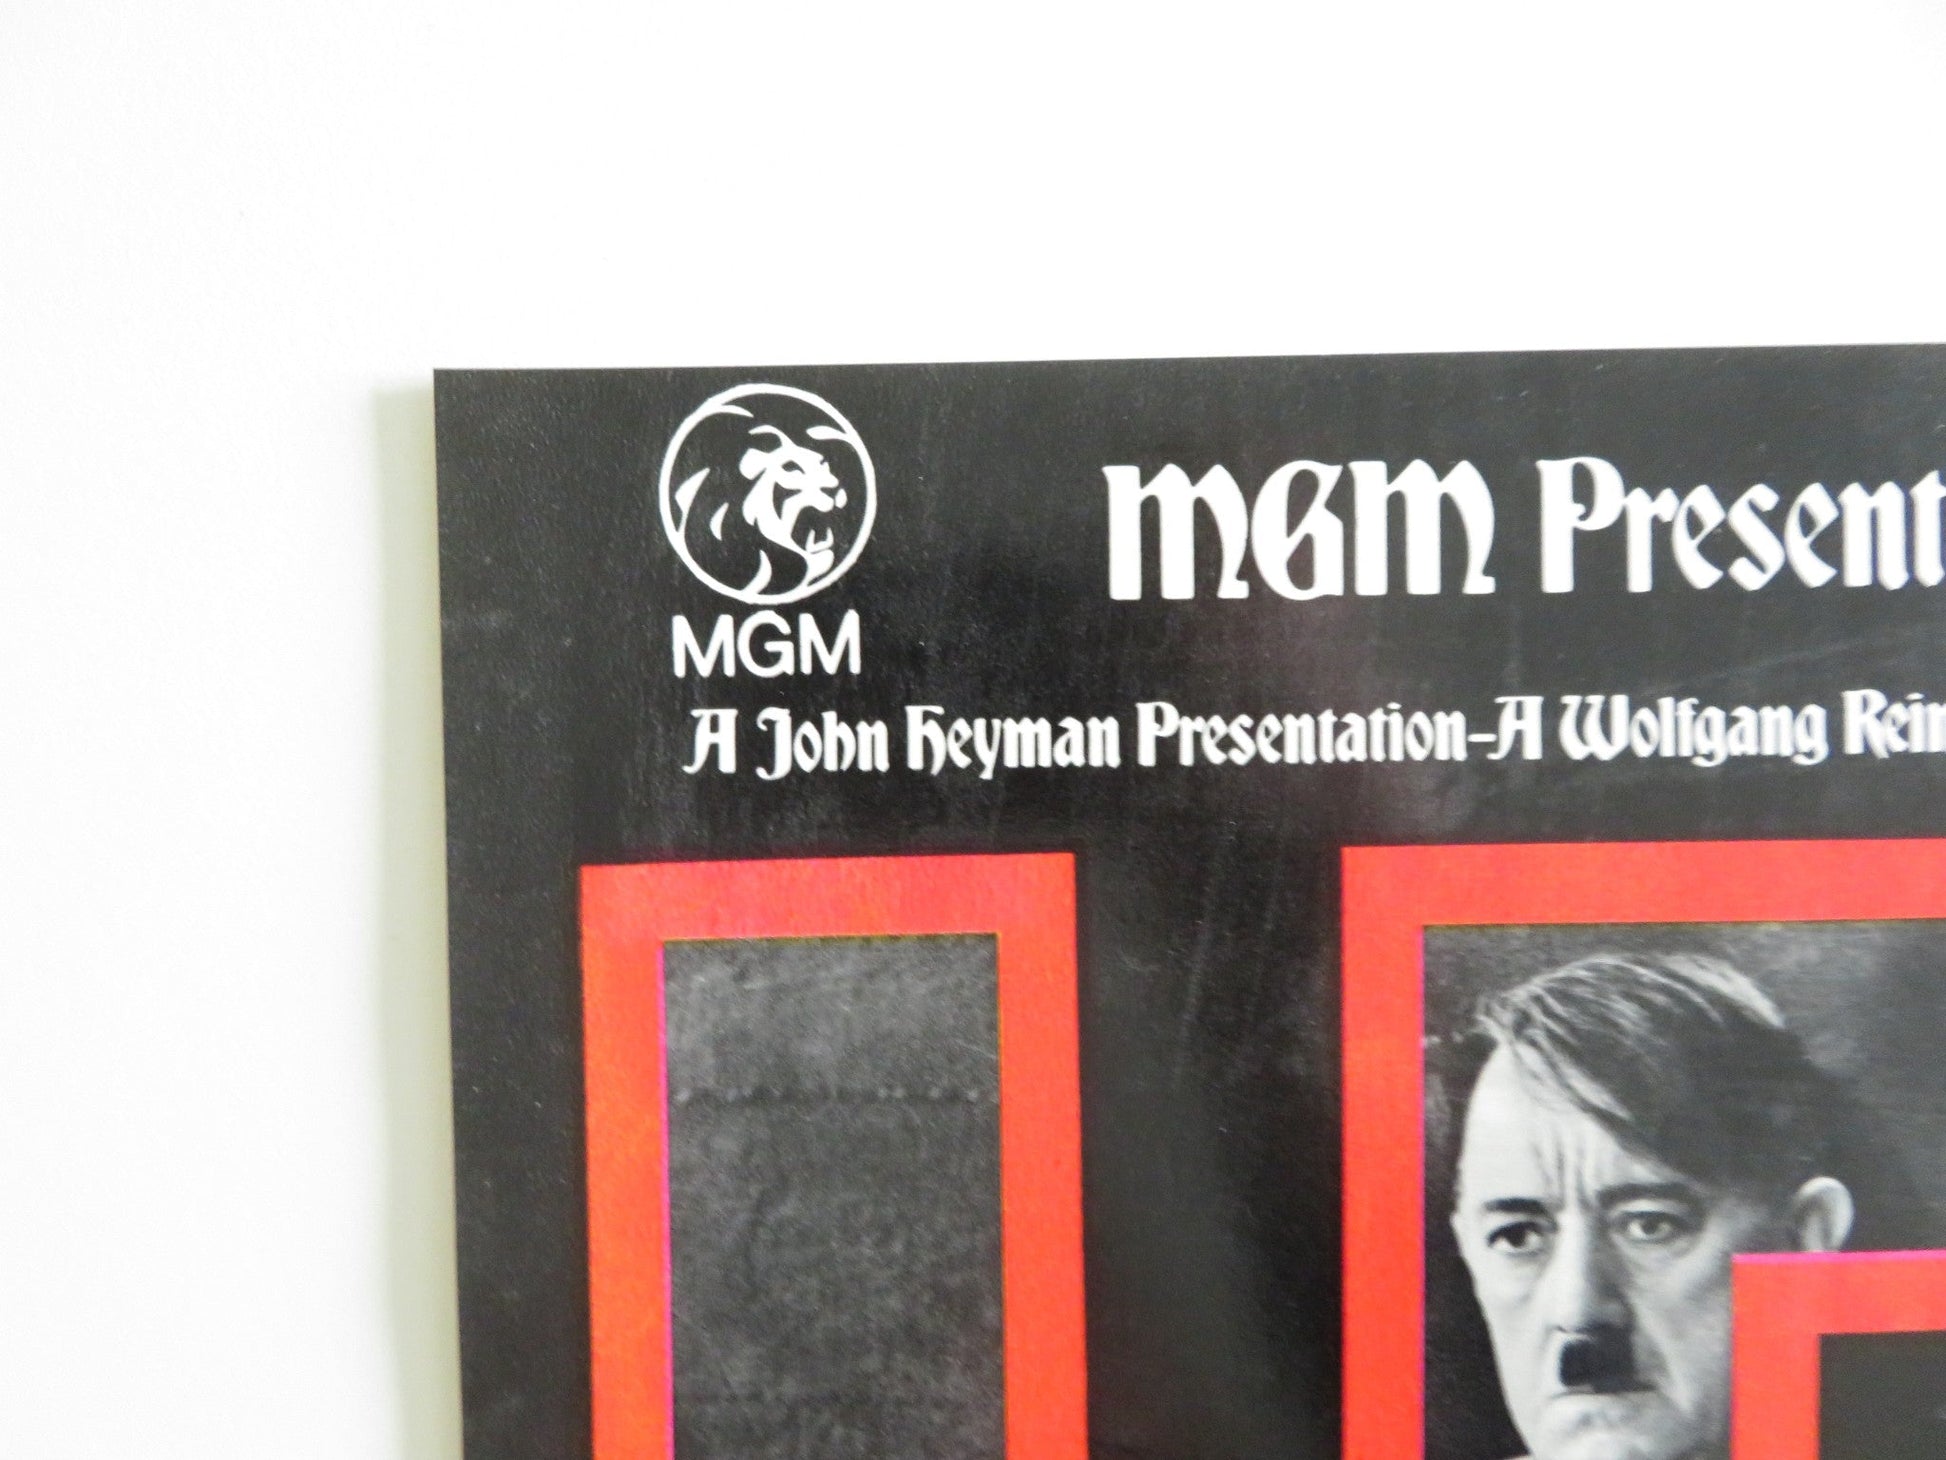 MGM
MGM Present
A John Heyman Presentation-A Wolfgang Rein